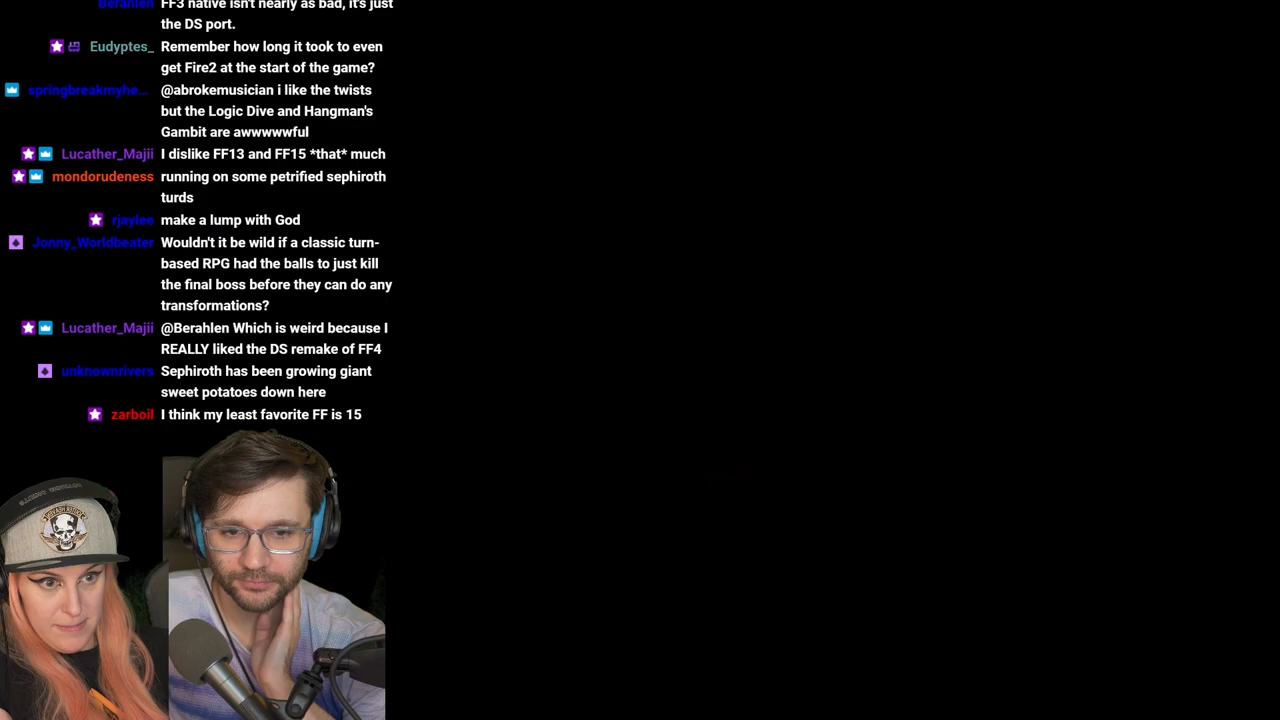 Berahlen FF3 native isn't nearly as bad, it's just
the DS port.
Eudyptes_ Remember how long it took to even
get Fire2 at the start of the game?
springbreakmyhe... @abrokemusician i like the twists
but the Logic Dive and Hangman's
Gambit are awwwwwful
Lucather_Majii I dislike FF13 and FF15 *that* much
mondorudeness running on some petrified sephiroth
turds
rjaylee make a lump with God
Jonny_Worldbeater Wouldn't it be wild if a classic turn-
based RPG had the balls to just kill
the final boss before they can do any
transformations?
Lucather_Majii @Berahlen Which is weird because I
REALLY liked the DS remake of FF4
unknownrivers Sephiroth has been growing giant
sweet potatoes down here
zarboil I think my least favorite FF is 15